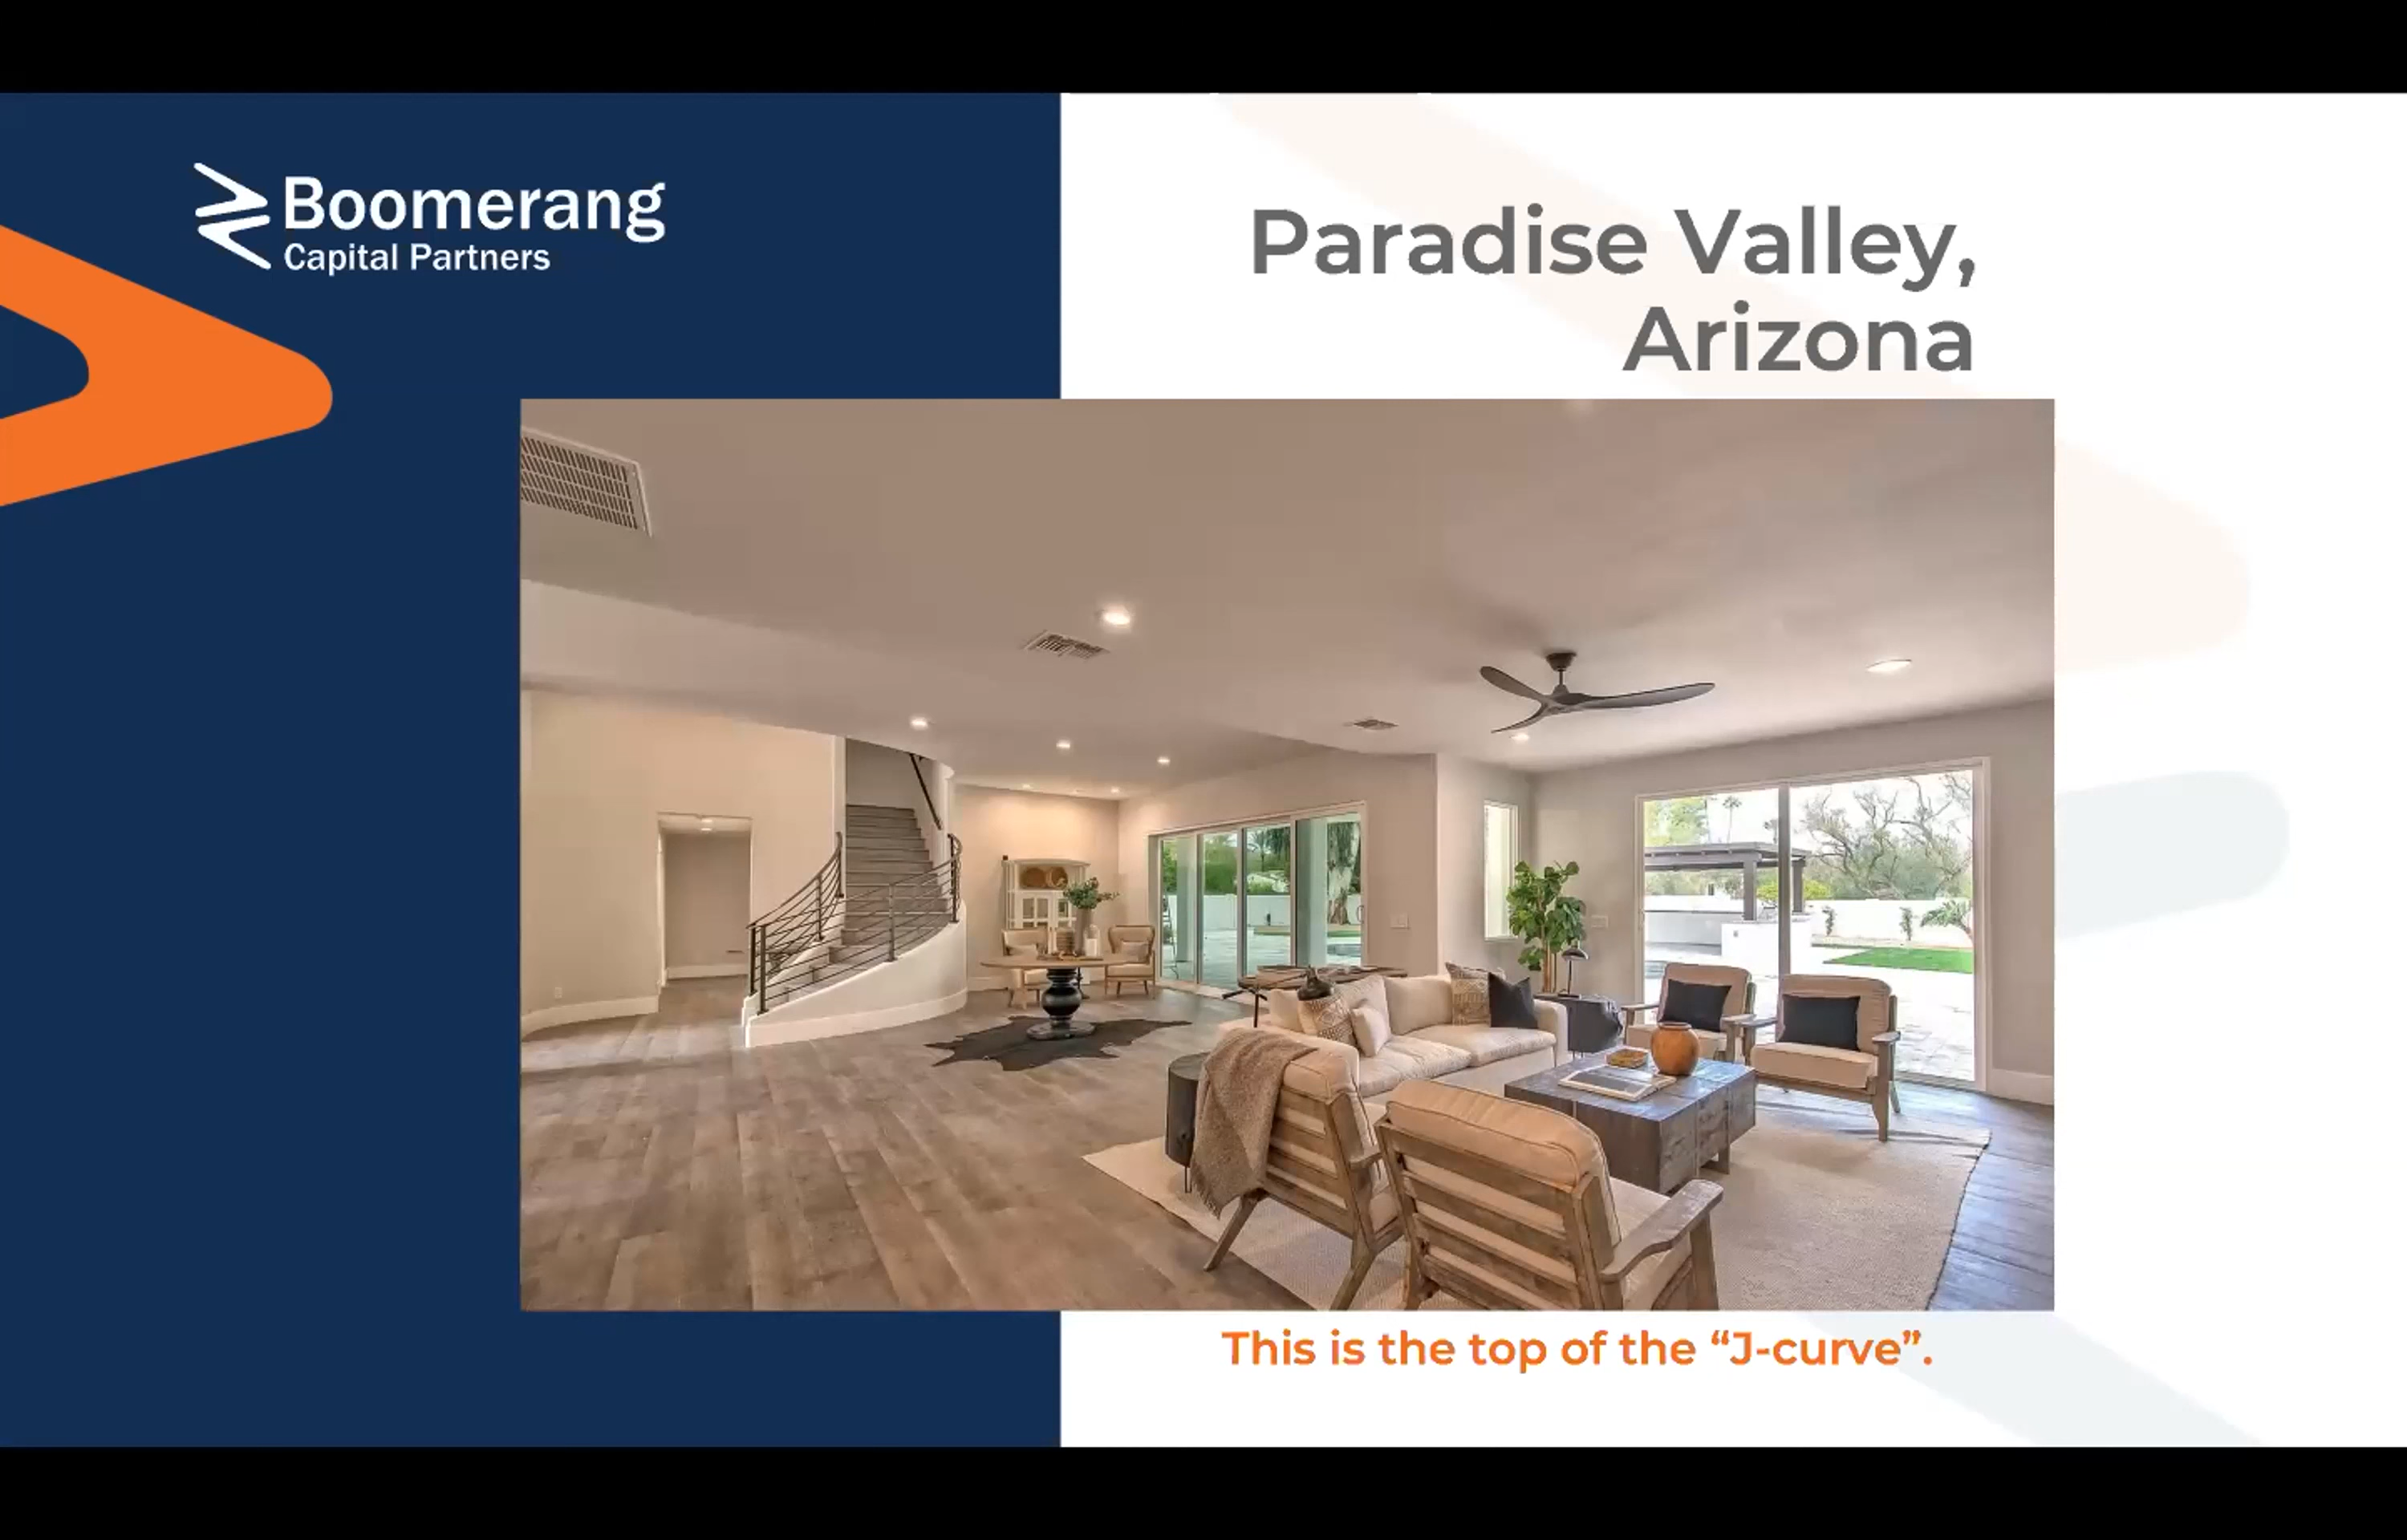 Boomerang
Capital Partners
Paradise Valley,
Arizona
This is the top of the “J-curve”.